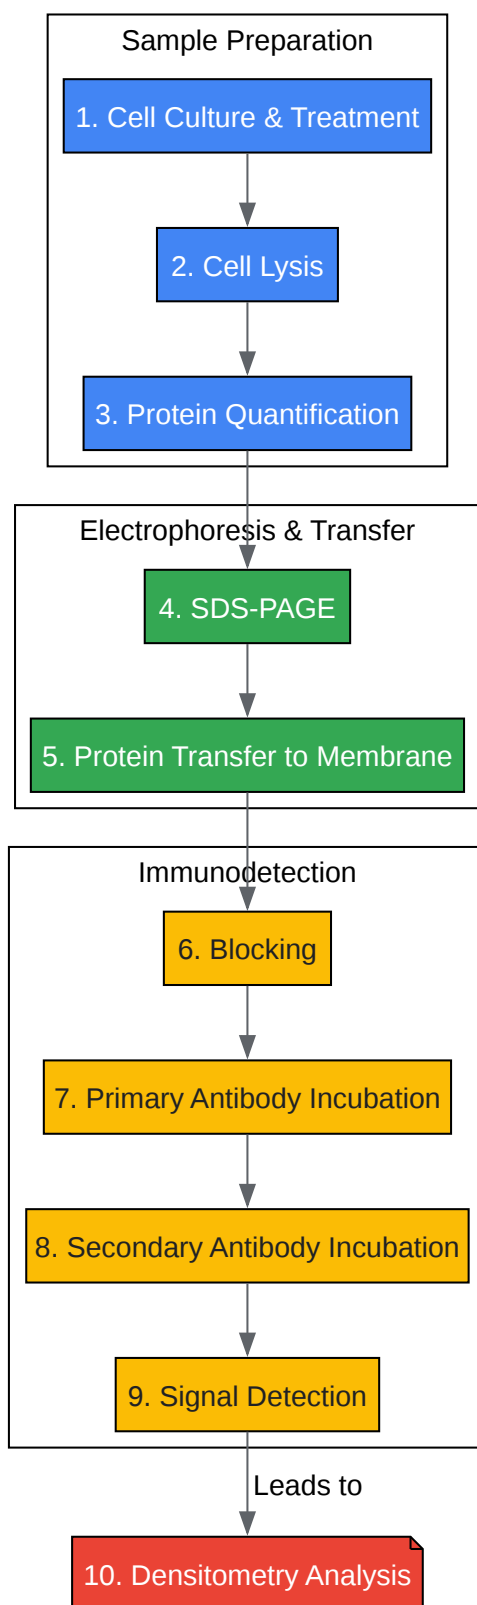 Sample Preparation
1. Cell Culture & Treatment
2. Cell Lysis
3. Protein Quantification
Electrophoresis & Transfer
4. SDS-PAGE
5. Protein Transfer to Membrane
Immunodetection
6. Blocking
7. Primary Antibody Incubation
8. Secondary Antibody Incubation
9. Signal Detection
Leads to
10. Densitometry Analysis